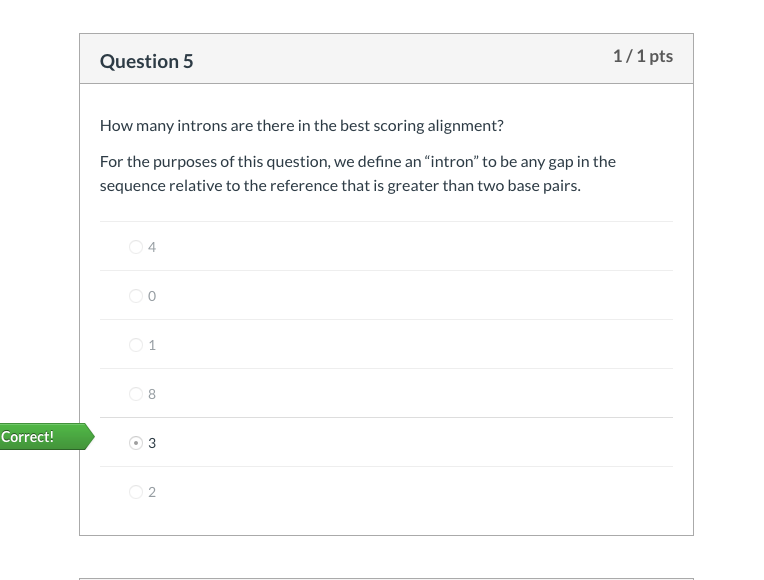 Question 5
1 / 1 pts
How many introns are there in the best scoring alignment?
For the purposes of this question, we define an “intron” to be any gap in the
sequence relative to the reference that is greater than two base pairs.
4
0
1
8
Correct!
3
2